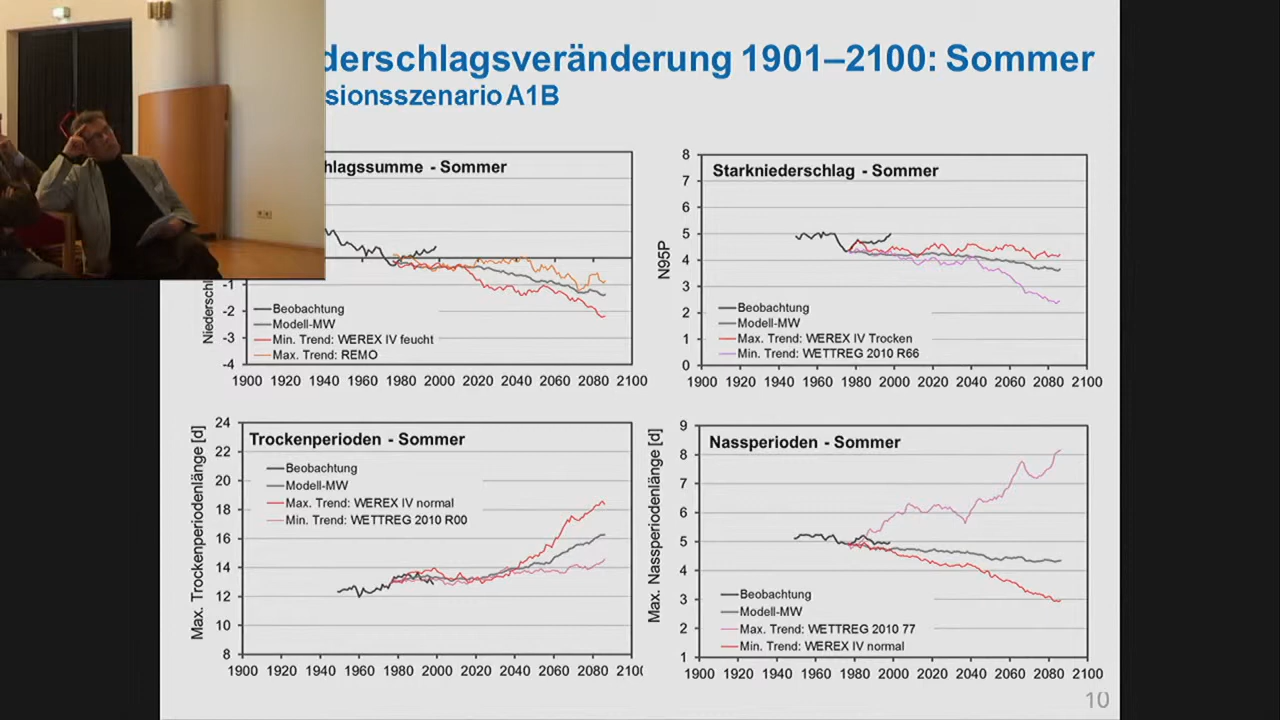 derschlagsveränderung 1901–2100: Sommer
sionsszenario A1B
hlagssumme - Sommer
Niederschl
-1
-2
-3
-4
Beobachtung
Modell-MW
Min. Trend: WEREX IV feucht
Max. Trend: REMO
1900 1920 1940 1960 1980 2000 2020 2040 2060 2080 2100
Starkniederschlag - Sommer
N95P
8
7
6
5
4
3
2
1
0
Beobachtung
Modell-MW
Max. Trend: WEREX IV Trocken
Min. Trend: WETTREG 2010 R66
1900 1920 1940 1960 1980 2000 2020 2040 2060 2080 2100
Trockenperioden - Sommer
Max. Trockenperiodenlänge [d]
24
22
20
18
16
14
12
10
8
Beobachtung
Modell-MW
Max. Trend: WEREX IV normal
Min. Trend: WETTREG 2010 R00
1900 1920 1940 1960 1980 2000 2020 2040 2060 2080 210
Nassperioden - Sommer
Max. Nassperiodenlänge [d]
9
8
7
6
5
4
3
2
1
Beobachtung
Modell-MW
Max. Trend: WETTREG 2010 77
Min. Trend: WEREX IV normal
1900 1920 1940 1960 1980 2000 2020 2040 2060 2080 2100
10